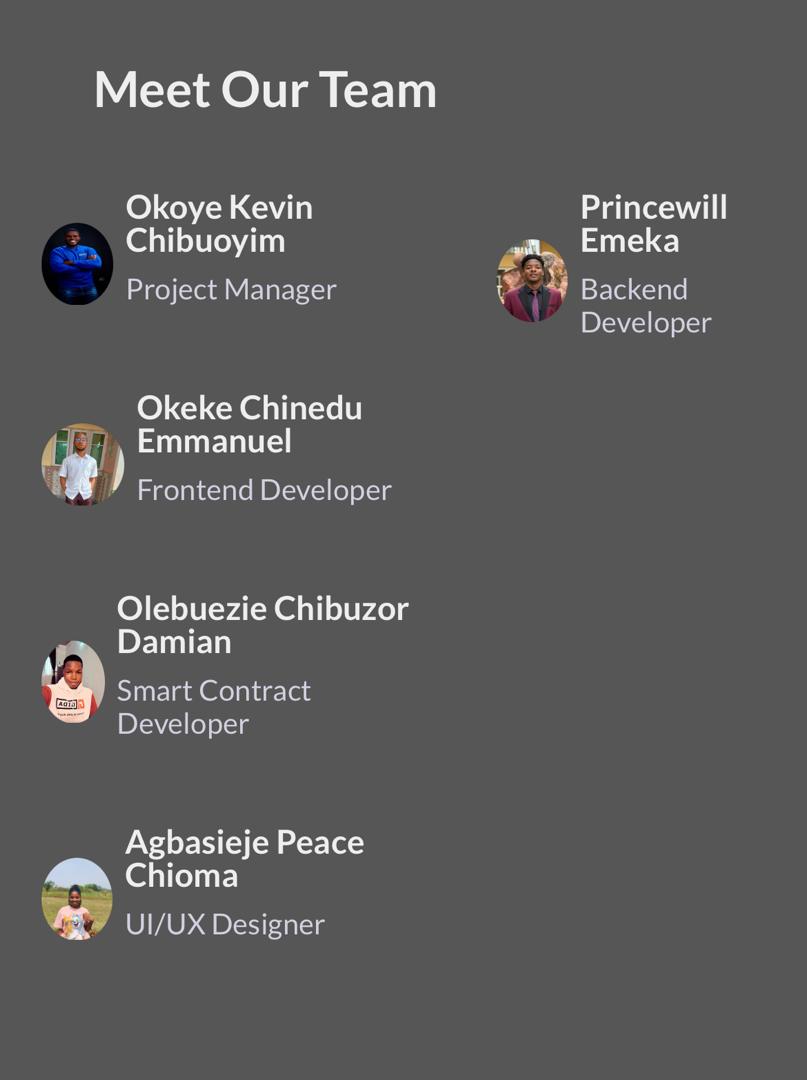 Meet Our Team
Okoye Kevin
Chibuoyim
Project Manager
Princewill
Emeka
Backend
Developer
Okeke Chinedu
Emmanuel
Frontend Developer
Olebuezie Chibuzor
Damian
Smart Contract
Developer
Agbasieje Peace
Chioma
UI/UX Designer